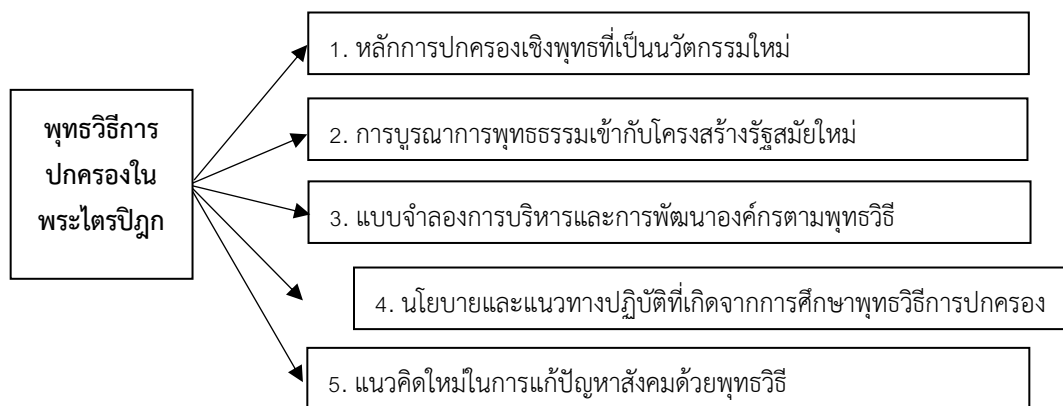 พุทธวิธีการ
ปกครองใน
พระไตรปิฎก
1. หลักการปกครองเชิงพุทธที่เป็นนวัตกรรมใหม่
2. การบูรณาการพุทธธรรมเข้ากับโครงสร้างรัฐสมัยใหม่
3. แบบจำลองการบริหารและการพัฒนาองค์กรตามพุทธวิธี
4. นโยบายและแนวทางปฏิบัติที่เกิดจากการศึกษาพุทธวิธีการปกครอง
5. แนวคิดใหม่ในการแก้ปัญหาสังคมด้วยพุทธวิธี